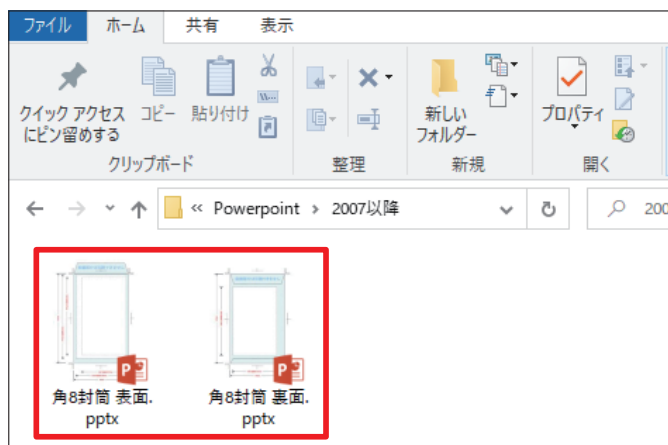 ファイル ホーム 共有 表示
クイック アクセス
にピン留めする
コピー
貼り付け
新しい
フォルダー
プロパティ
クリップボード 整理 新規 開く
« Powerpoint › 2007以降
200
角8封筒 表面.
pptx
角8封筒 裏面.
pptx